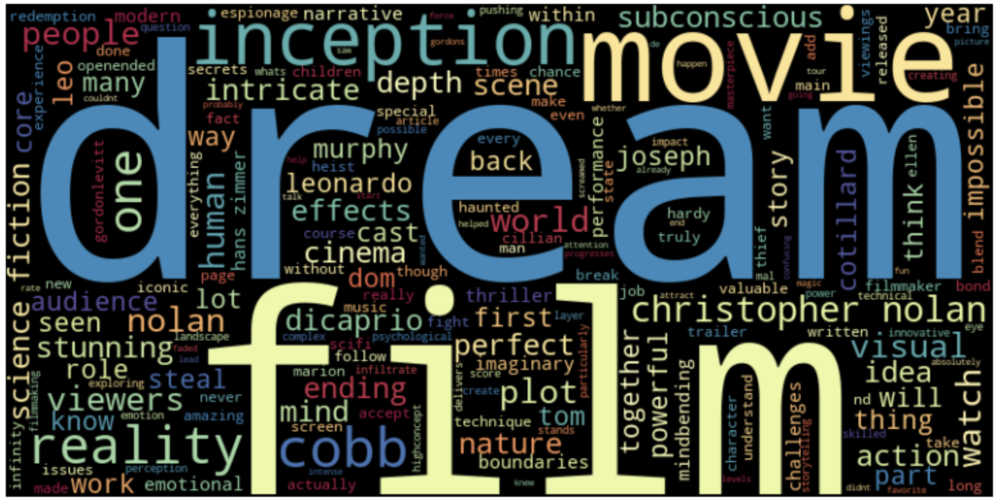 redemption
modern
espionage
narrative
force
pushing
within
subconscious
year
people
question
inception
movie
bring
picture
done
saw
gordons
de
add
viewings
released
experience
leo
openended
secrets
whats
children
times
chance
happen
masterpiece
tour
creating
many
couldnt
intricate
depth
scene
main
going
core
probably
fact
special
article
make
even
whether
possible
want
impossible
dream
gordonlevitt
one
way
murphy
every
performance
impact
joseph
already
ellen
help
heist
back
screamed
state
story
cotillard
think
everything
human
hans zimmer
leonardo
talk
start
effects
haunted
helped
world
hardy
end
truly
science fiction
course
cast
cillian
man
attention
progresses
thief
mal
confusing
blend
cinema
wanted
fun
page
without
dom
though
break
rate
new
iconic
magic
filmmaker
bond
audience
lot
really
thriller
job
attract
valuable
power
technical
music
seen
nolan
dicaprio
fight
first
layer
christopher nolan
landscape
complex
psychological
trailer
written
innovative
eye
film
stunning
faded
lead
scifi
follow
perfect
particularly
visual
absolutely
role
marion
infiltrate
imaginary
together
powerful
mindbending
idea
filmmaking
exploring
steal
delivers
score
create
plot
understand
challenges
watch
viewers
never
ending
nd
will
know
emotion
amazing
mind
accept
highconcept
technique
tom
character
thing
screen
stands
storytelling
skilled
infinity
reality
cobb
nature
take
boundaries
action
issues
perception
intense
levels
part
made
work
emotional
actually
knew
didnt
favorite
long